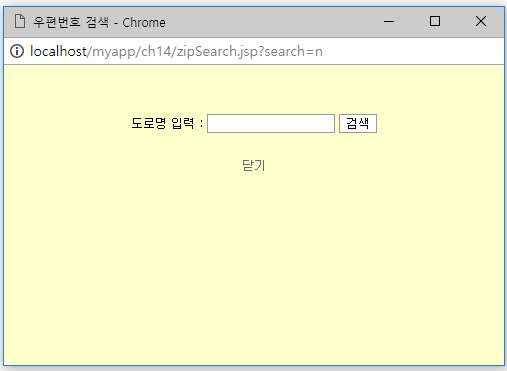 우편번호 검색 - Chrome
localhost/myapp/ch14/zipSearch.jsp?search=n
도로명 입력 : 검색
닫기